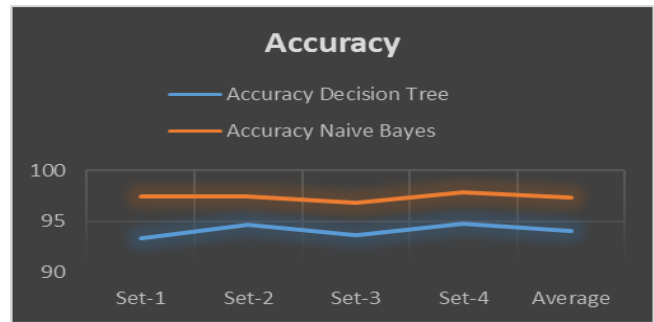 Accuracy
Accuracy Decision Tree
Accuracy Naive Bayes
100
95
90
Set-1 Set-2 Set-3 Set-4 Average